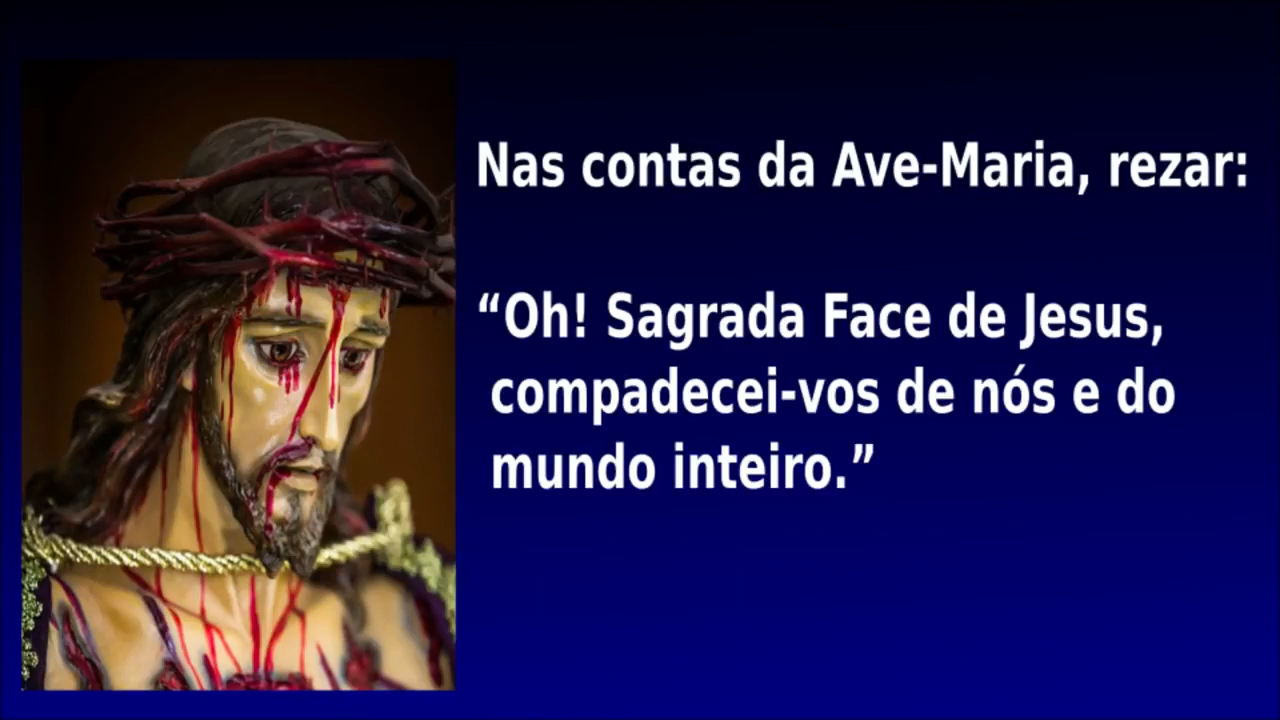 Nas contas da Ave-Maria, rezar:
“Oh! Sagrada Face de Jesus,
compadecei-vos de nós e do
mundo inteiro.”